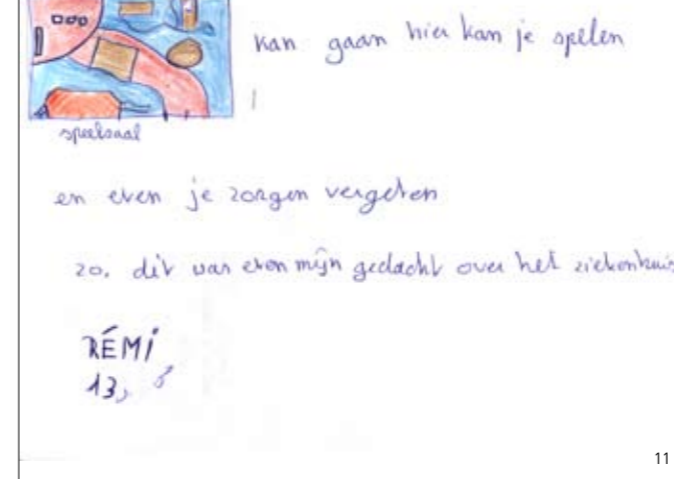 kan gaan hier kan je spelen
speelzaal
en even je zorgen vergeten
zo, dit was even mijn gedacht over het ziekenhuis
RÉMI
13,
11